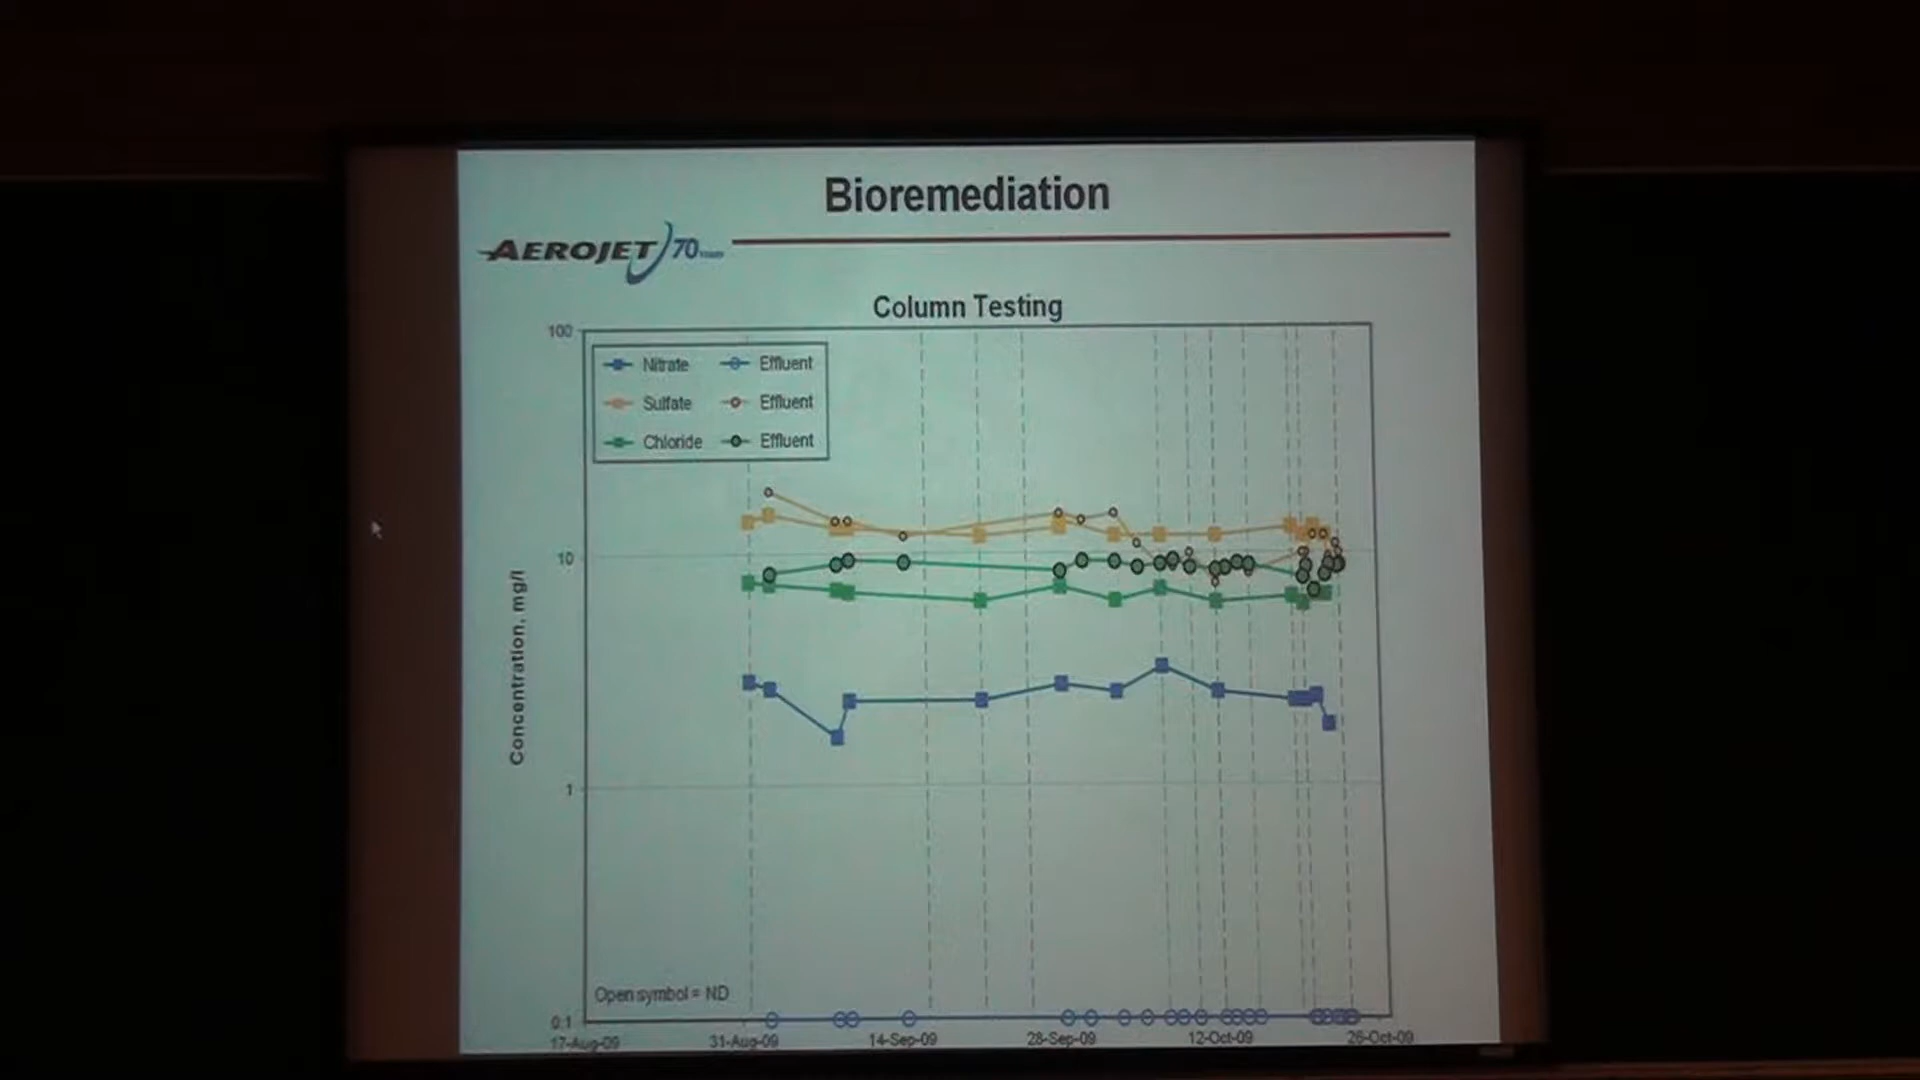 Bioremediation
AEROJET 70
Column Testing
100
Nitrate Effluent
Sulfate Effluent
Chloride Effluent
10
Concentration, mg/l
1
Open symbol = ND
0.1
17-Aug-09 31-Aug-09 14-Sep-09 28-Sep-09 12-Oct-09 26-Oct-09